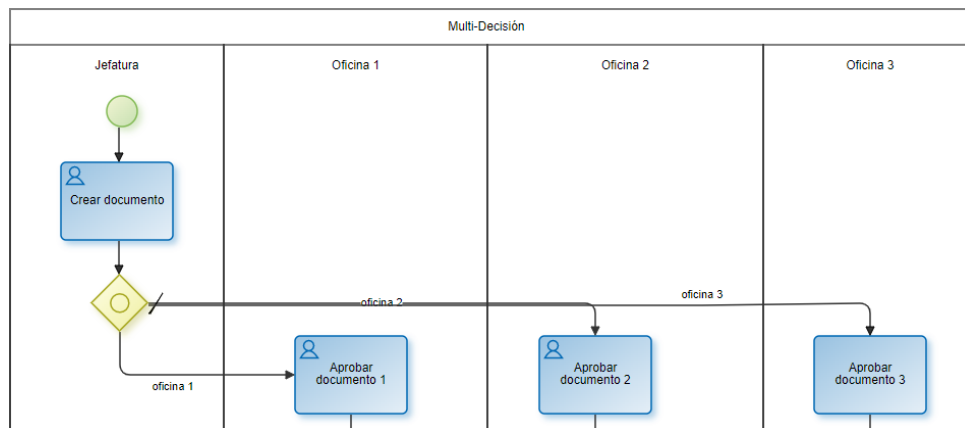 Multi-Decisión
Jefatura
Oficina 1
Oficina 2
Oficina 3
Crear documento
oficina 2
oficina 3
oficina 1
Aprobar
documento 1
Aprobar
documento 2
Aprobar
documento 3